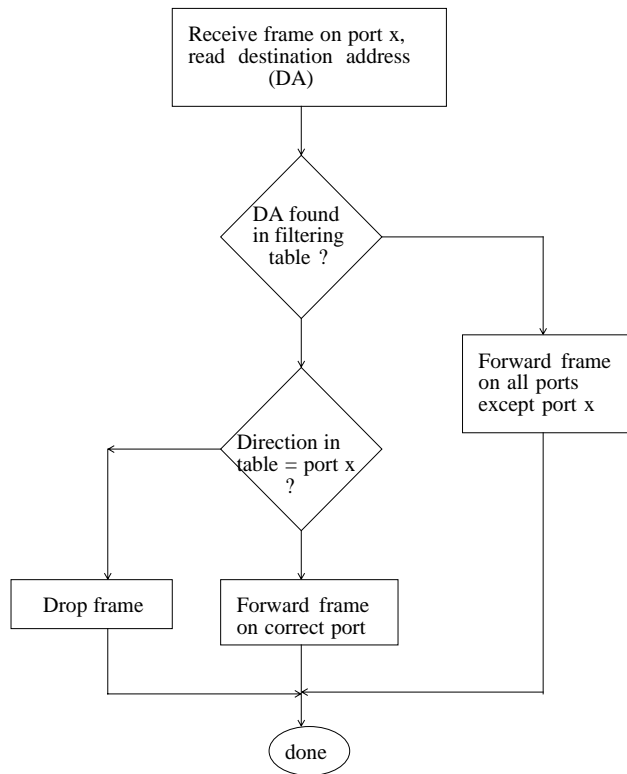 Receive frame on port x,
read destination address
(DA)
DA found
in filtering
table ?
Forward frame
on all ports
except port x
Direction in
table = port x
?
Drop frame
Forward frame
on correct port
done